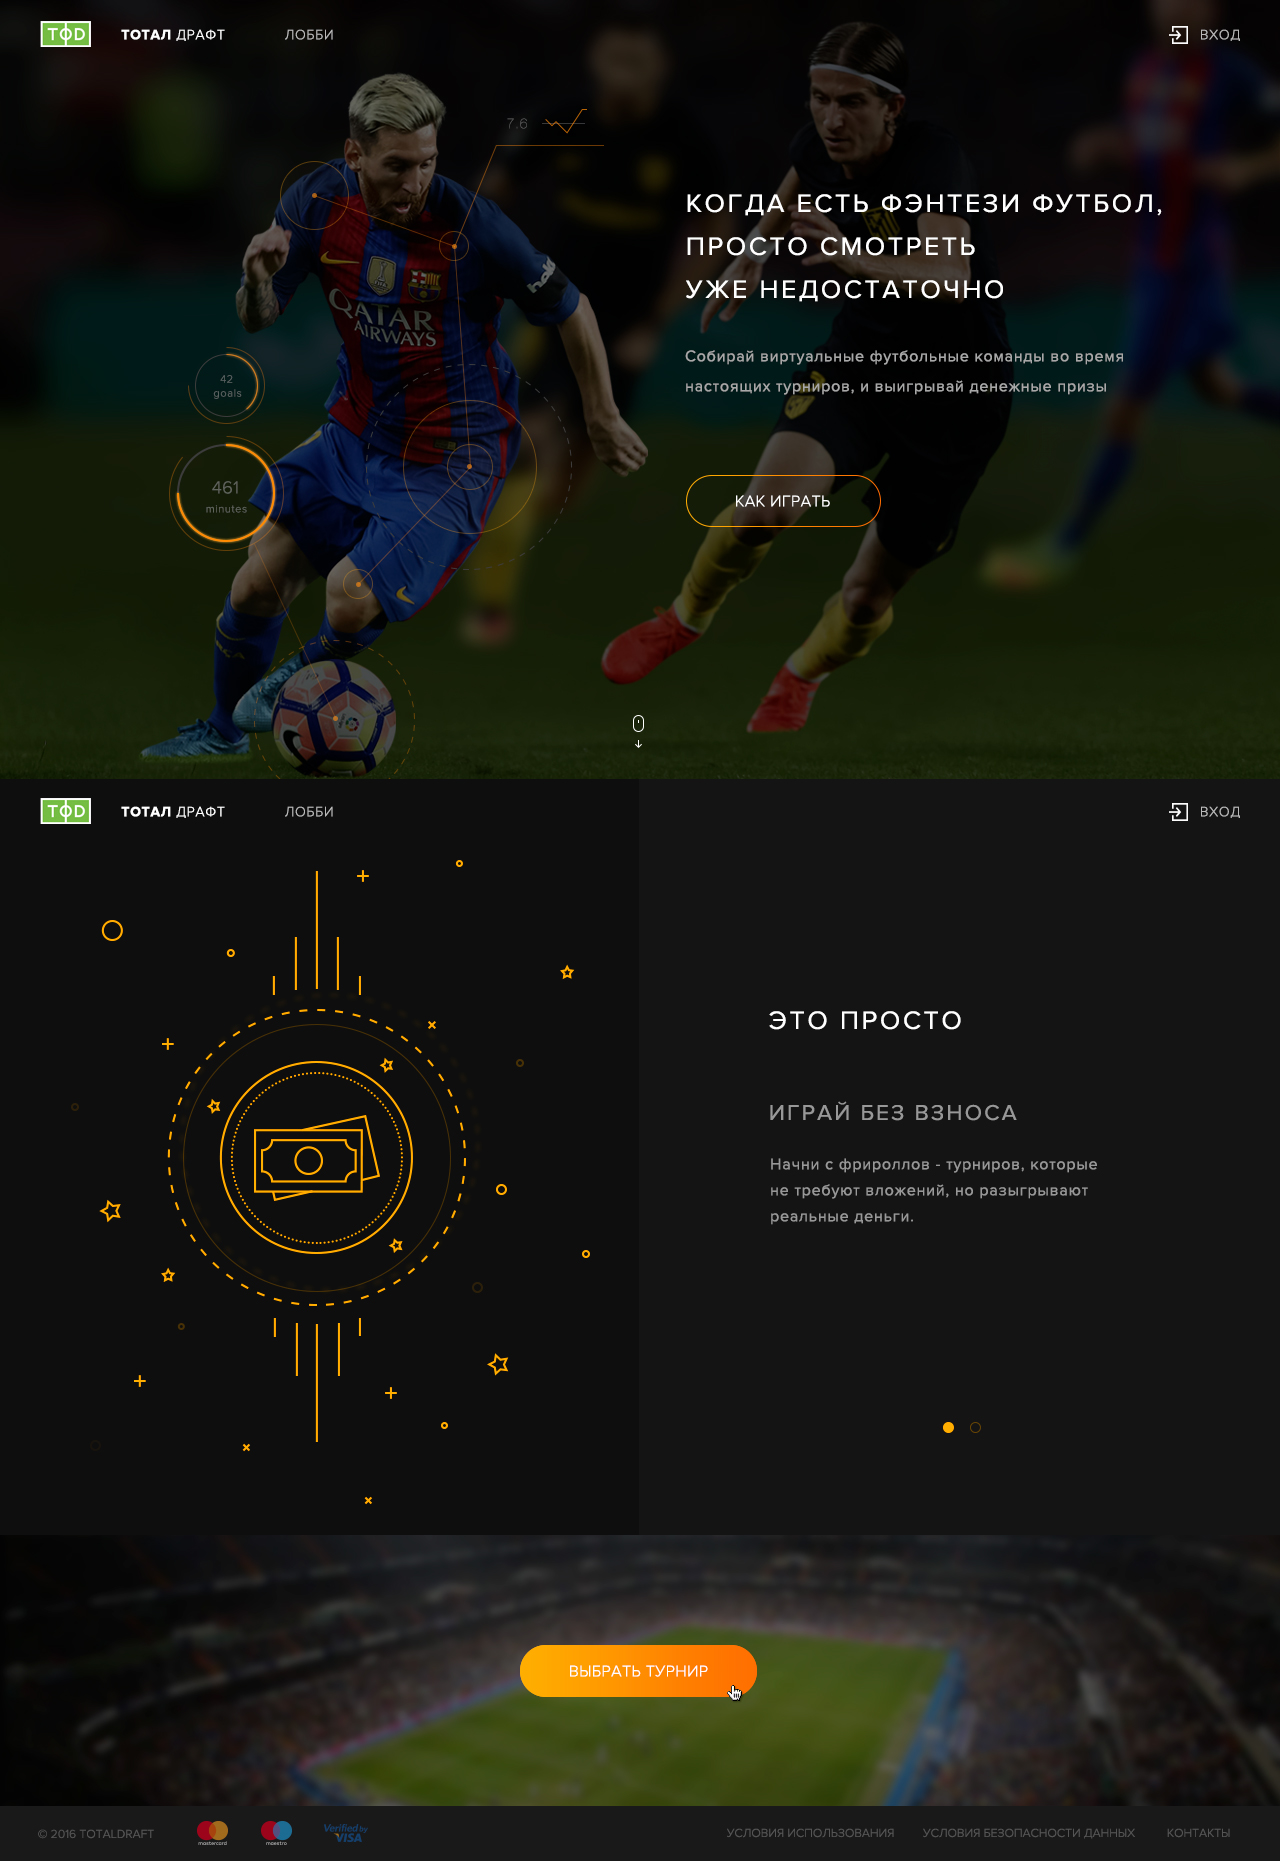 TOD
ТОТАЛ ДРАФТ
ЛОББИ
ВХОД
7.6
КОГДА ЕСТЬ ФЭНТЕЗИ ФУТБОЛ,
ПРОСТО СМОТРЕТЬ
УЖЕ НЕДОСТАТОЧНО
QATAR
AIRWAYS
Собирай виртуальные футбольные команды во время
настоящих турниров, и выигрывай денежные призы
42
goals
461
minutes
КАК ИГРАТЬ
TOD
ТОТАЛ ДРАФТ
ЛОББИ
ВХОД
ЭТО ПРОСТО
ИГРАЙ БЕЗ ВЗНОСА
Начни с фрироллов - турниров, которые
не требуют вложений, но разыгрывают
реальные деньги.
ВЫБРАТЬ ТУРНИР
© 2016 TOTALDRAFT
mastercard
maestro
Verified by
VISA
УСЛОВИЯ ИСПОЛЬЗОВАНИЯ
УСЛОВИЯ БЕЗОПАСНОСТИ ДАННЫХ
КОНТАКТЫ